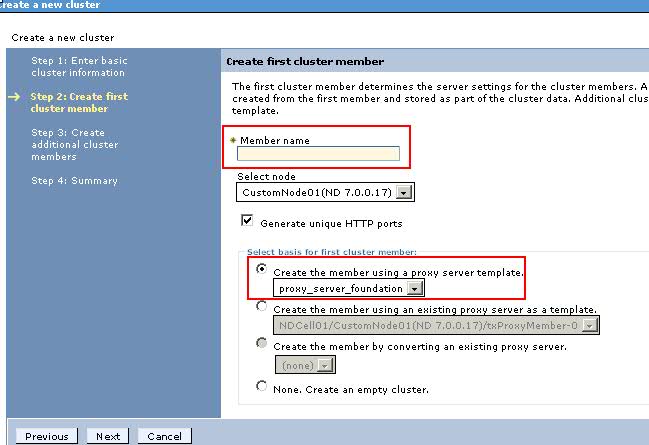 Create a new cluster
Create a new cluster
Step 1: Enter basic
cluster information
Step 2: Create first
cluster member
Step 3: Create
additional cluster
members
Step 4: Summary
Create first cluster member
The first cluster member determines the server settings for the cluster members. A
created from the first member and stored as part of the cluster data. Additional clus
template.
* Member name
Select node
CustomNode01(ND 7.0.0.17)
Generate unique HTTP ports
Select basis for first cluster member:
Create the member using a proxy server template.
proxy_server_foundation
Create the member using an existing proxy server as a template.
NDCell01/CustomNode01(ND 7.0.0.17)/txProxyMember-0
Create the member by converting an existing proxy server.
(none)
None. Create an empty cluster.
Previous Next Cancel